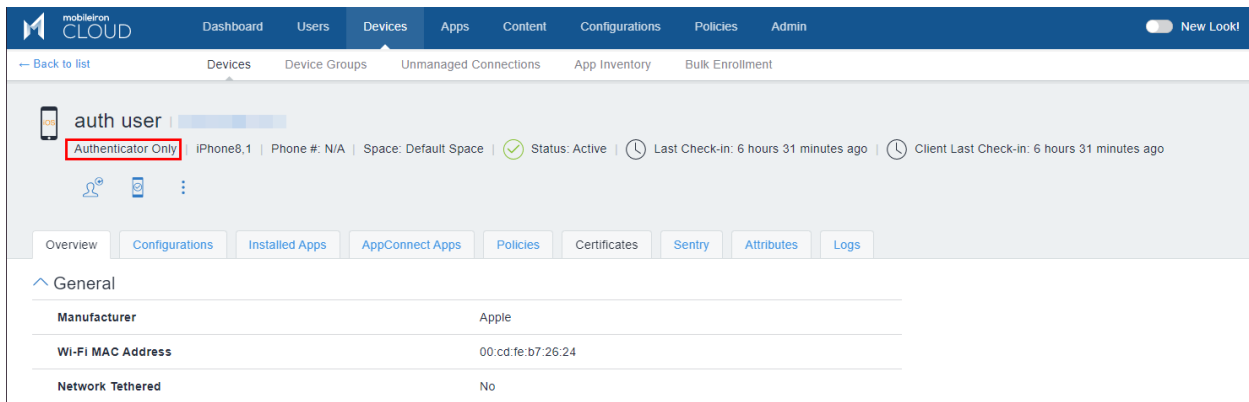 mobileiron
CLOUD
Dashboard Users Devices Apps Content Configurations Policies Admin New Look!
← Back to list Devices Device Groups Unmanaged Connections App Inventory Bulk Enrollment
iOS
auth user |
Authenticator Only | iPhone8,1 | Phone #: N/A | Space: Default Space | Status: Active | Last Check-in: 6 hours 31 minutes ago | Client Last Check-in: 6 hours 31 minutes ago
Overview Configurations Installed Apps AppConnect Apps Policies Certificates Sentry Attributes Logs
General
Manufacturer Apple
Wi-Fi MAC Address 00:cd:fe:b7:26:24
Network Tethered No